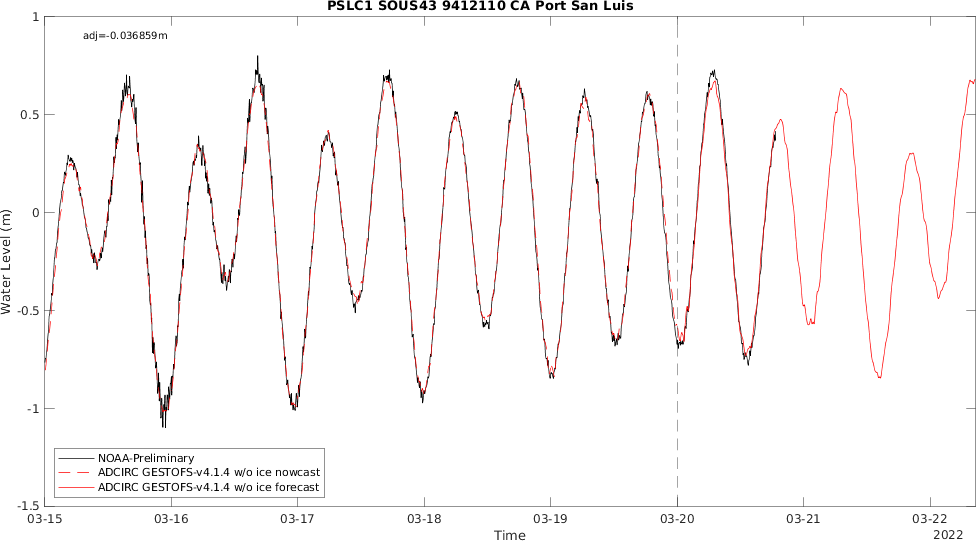 PSLC1 SOUS43 9412110 CA Port San Luis
adj=-0.036859m
1
0.5
0
-0.5
-1
-1.5
Water Level (m)
NOAA-Preliminary
ADCIRC GESTOFS-v4.1.4 w/o ice nowcast
ADCIRC GESTOFS-v4.1.4 w/o ice forecast
03-15 03-16 03-17 03-18 03-19 03-20 03-21 03-22
Time
2022